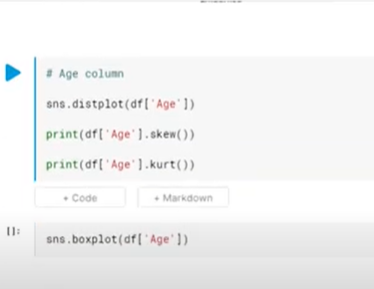 # Age column
sns.distplot(df['Age'])
print(df['Age'].skew())
print(df['Age'].kurt())
+ Code
+ Markdown
[]:
sns.boxplot(df['Age'])